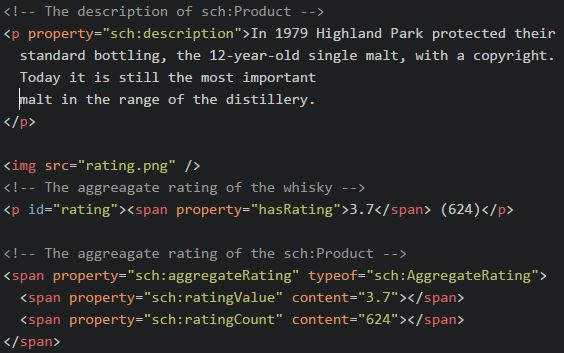 <!-- The description of sch:Product -->
<p property="sch:description">In 1979 Highland Park protected their
standard bottling, the 12-year-old single malt, with a copyright.
Today it is still the most important
malt in the range of the distillery.
</p>
<img src="rating.png" />
<!-- The aggreagate rating of the whisky -->
<p id="rating"><span property="hasRating">3.7</span> (624)</p>
<!-- The aggreagate rating of the sch:Product -->
<span property="sch:aggregateRating" typeof="sch:AggregateRating">
<span property="sch:ratingValue" content="3.7"></span>
<span property="sch:ratingCount" content="624"></span>
</span>